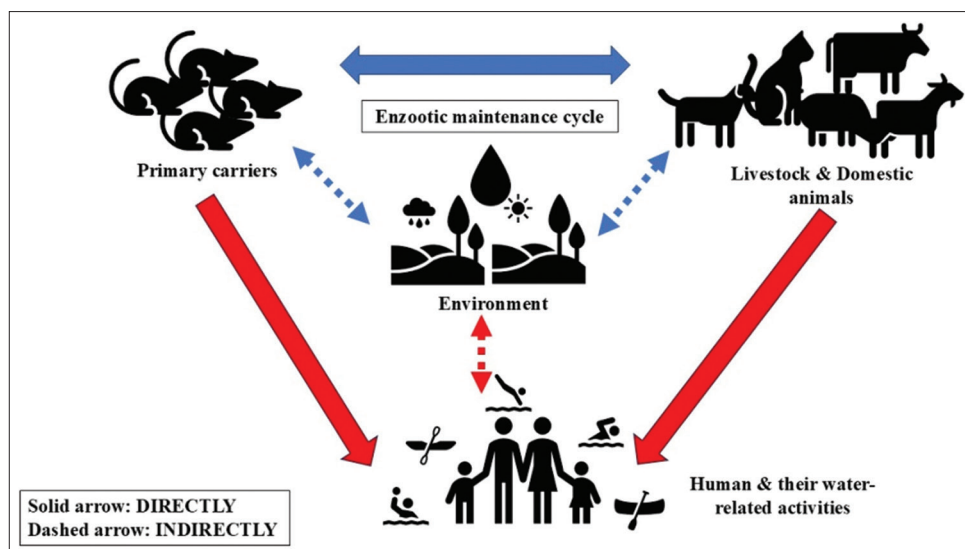 Enzootic maintenance cycle
Primary carriers
Livestock & Domestic
animals
Environment
Human & their water-
related activities
Solid arrow: DIRECTLY
Dashed arrow: INDIRECTLY